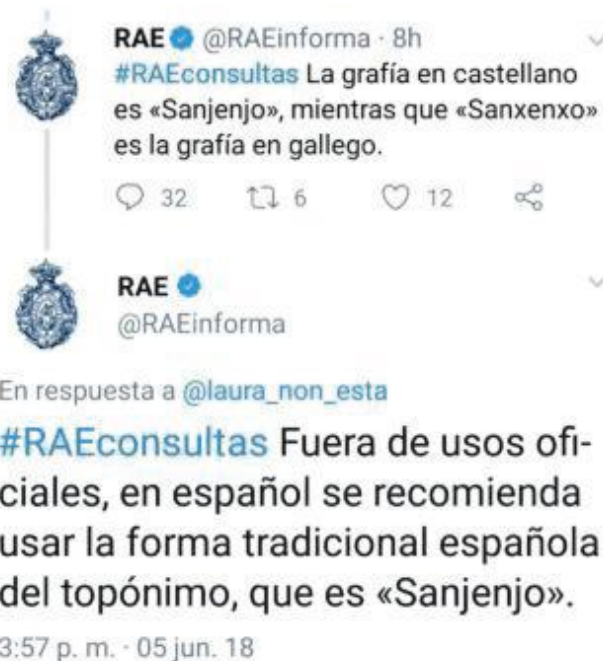 RAE @RAEinforma · 8h
#RAEconsultas La grafía en castellano
es «Sanjenjo», mientras que «Sanxenxo»
es la grafía en gallego.
32 6 12
RAE
@RAEinforma
En respuesta a @laura_non_esta
#RAEconsultas Fuera de usos ofi-
ciales, en español se recomienda
usar la forma tradicional española
del topónimo, que es «Sanjenjo».
3:57 p. m. · 05 jun. 18